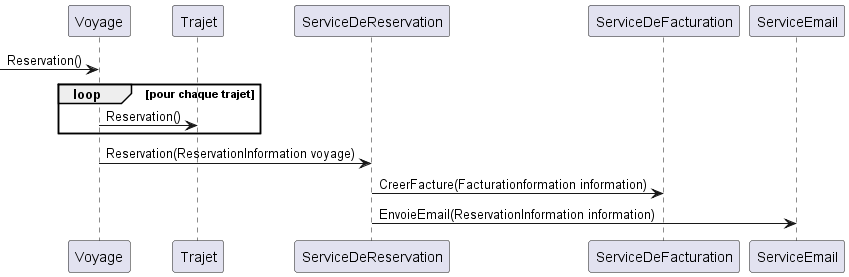 Voyage Trajet ServiceDeReservation ServiceDeFacturation ServiceEmail
Reservation()
loop [pour chaque trajet]
Reservation()
Reservation(ReservationInformation voyage)
CreerFacture(Facturationformation information)
EnvoieEmail(ReservationInformation information)
Voyage Trajet ServiceDeReservation ServiceDeFacturation ServiceEmail